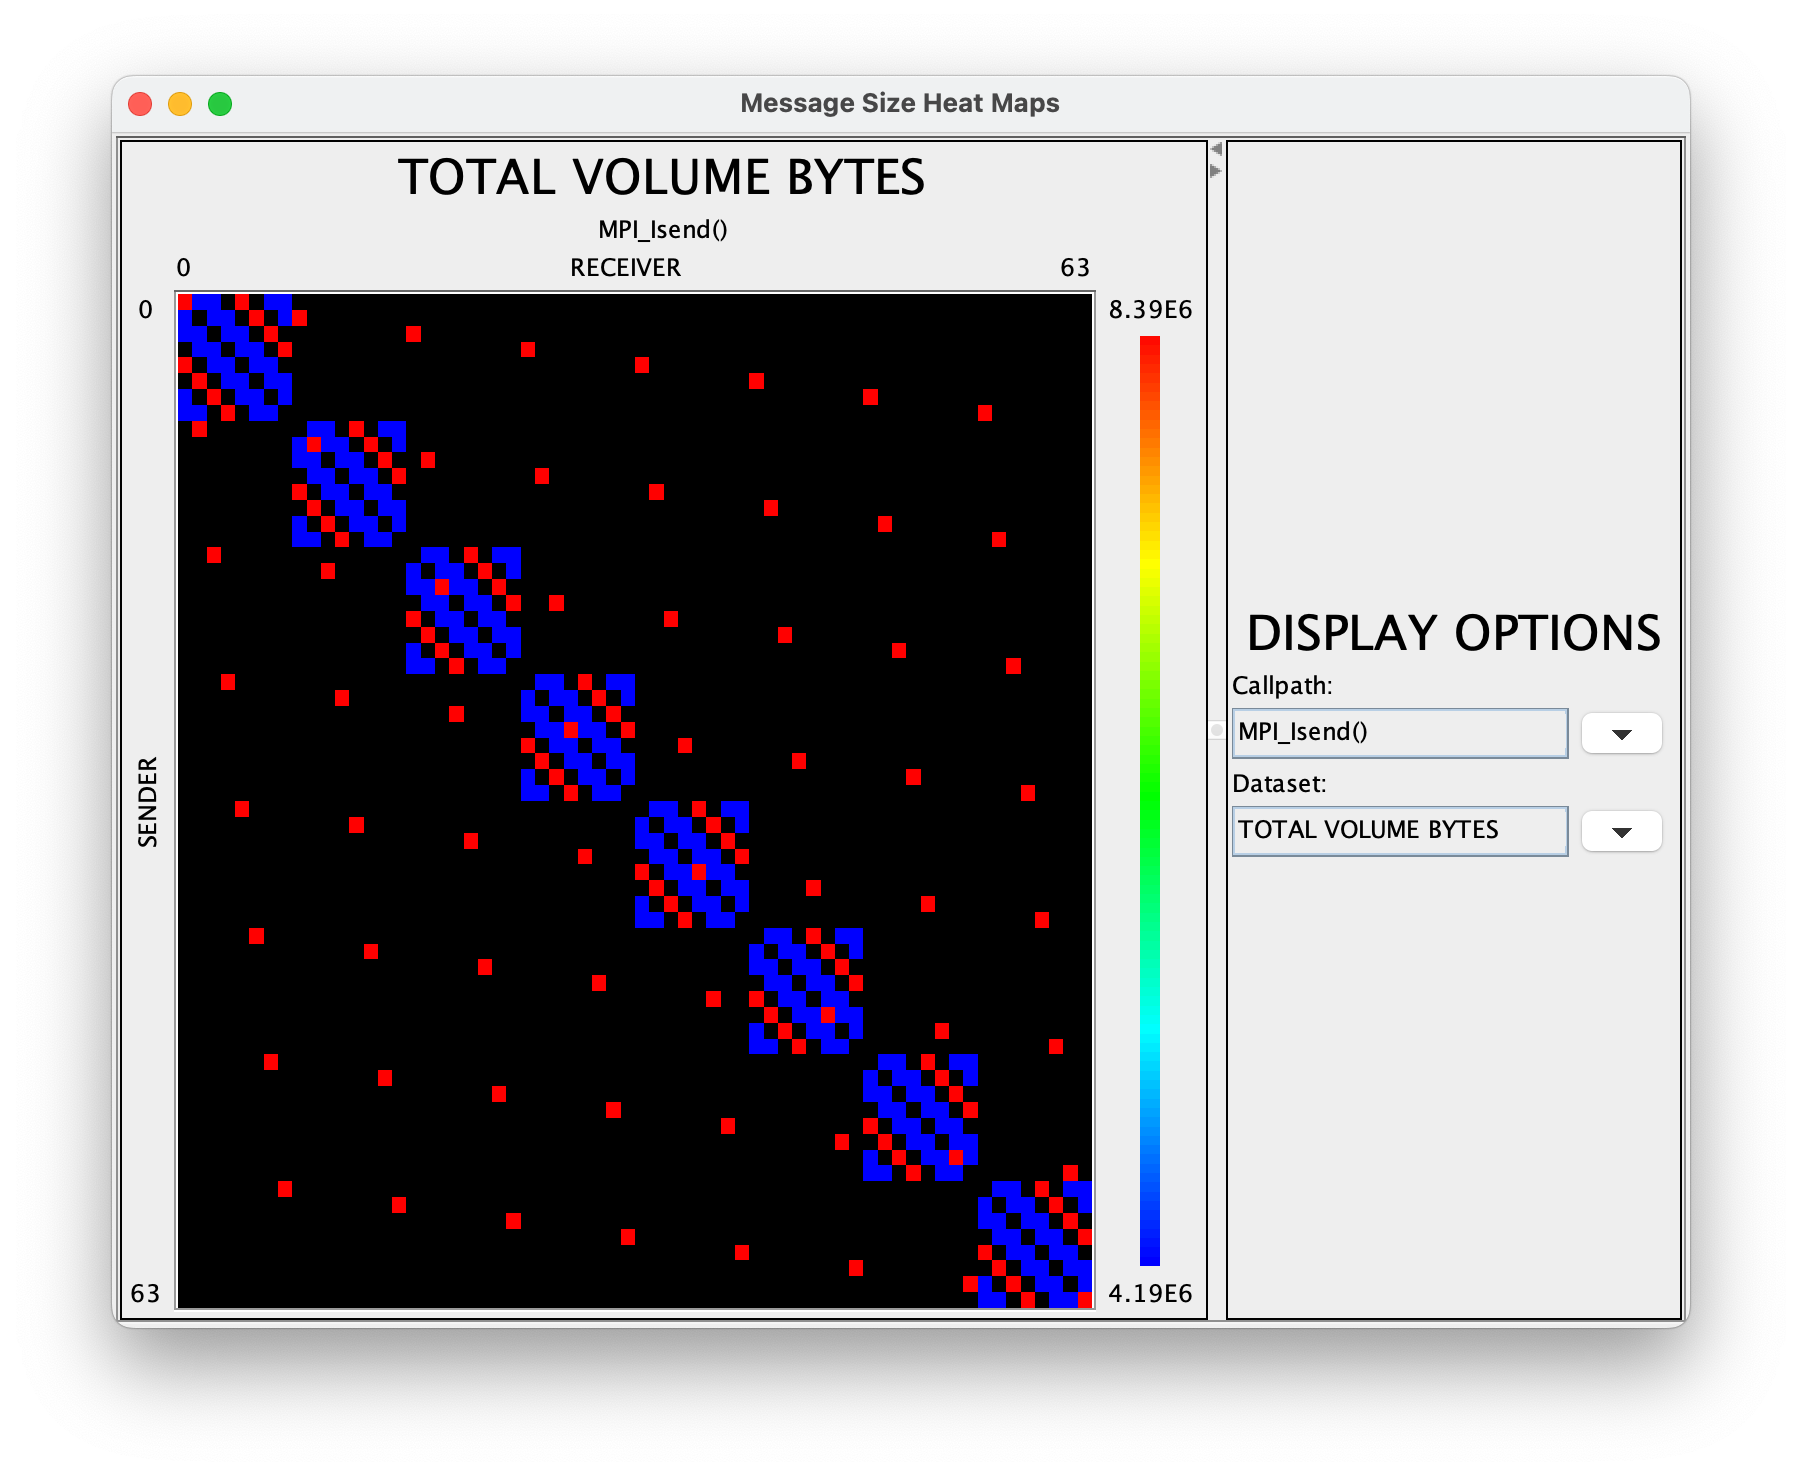 Message Size Heat Maps
TOTAL VOLUME BYTES
MPI_Isend()
0 RECEIVER 63
0
SENDER
63
8.39E6
4.19E6
DISPLAY OPTIONS
Callpath:
MPI_Isend()
Dataset:
TOTAL VOLUME BYTES